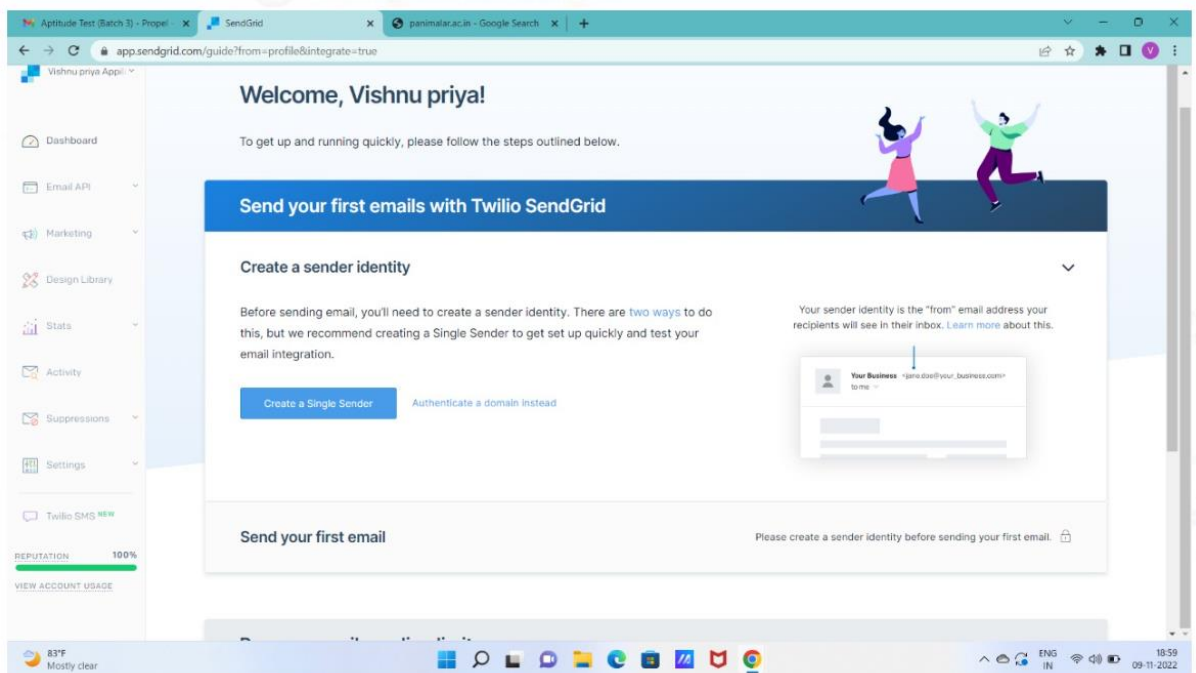 Aptitude Test (Batch 3) - Propel -
SendGrid
panimalar.ac.in - Google Search
app.sendgrid.com/guide?from=profile&integrate=true
V
Vishnu priya Appili
Dashboard
Email API
Marketing
Design Library
Stats
Activity
Suppressions
Settings
Twilio SMS NEW
REPUTATION 100%
VIEW ACCOUNT USAGE
Welcome, Vishnu priya!
To get up and running quickly, please follow the steps outlined below.
Send your first emails with Twilio SendGrid
Create a sender identity
Before sending email, you'll need to create a sender identity. There are two ways to do
this, but we recommend creating a Single Sender to get set up quickly and test your
email integration.
Create a Single Sender
Authenticate a domain instead
Your sender identity is the "from" email address your
recipients will see in their inbox. Learn more about this.
Your Business <jane.doe@your_business.com>
to me
Send your first email
Please create a sender identity before sending your first email.
83°F
Mostly clear
ENG
IN
18:59
09-11-2022